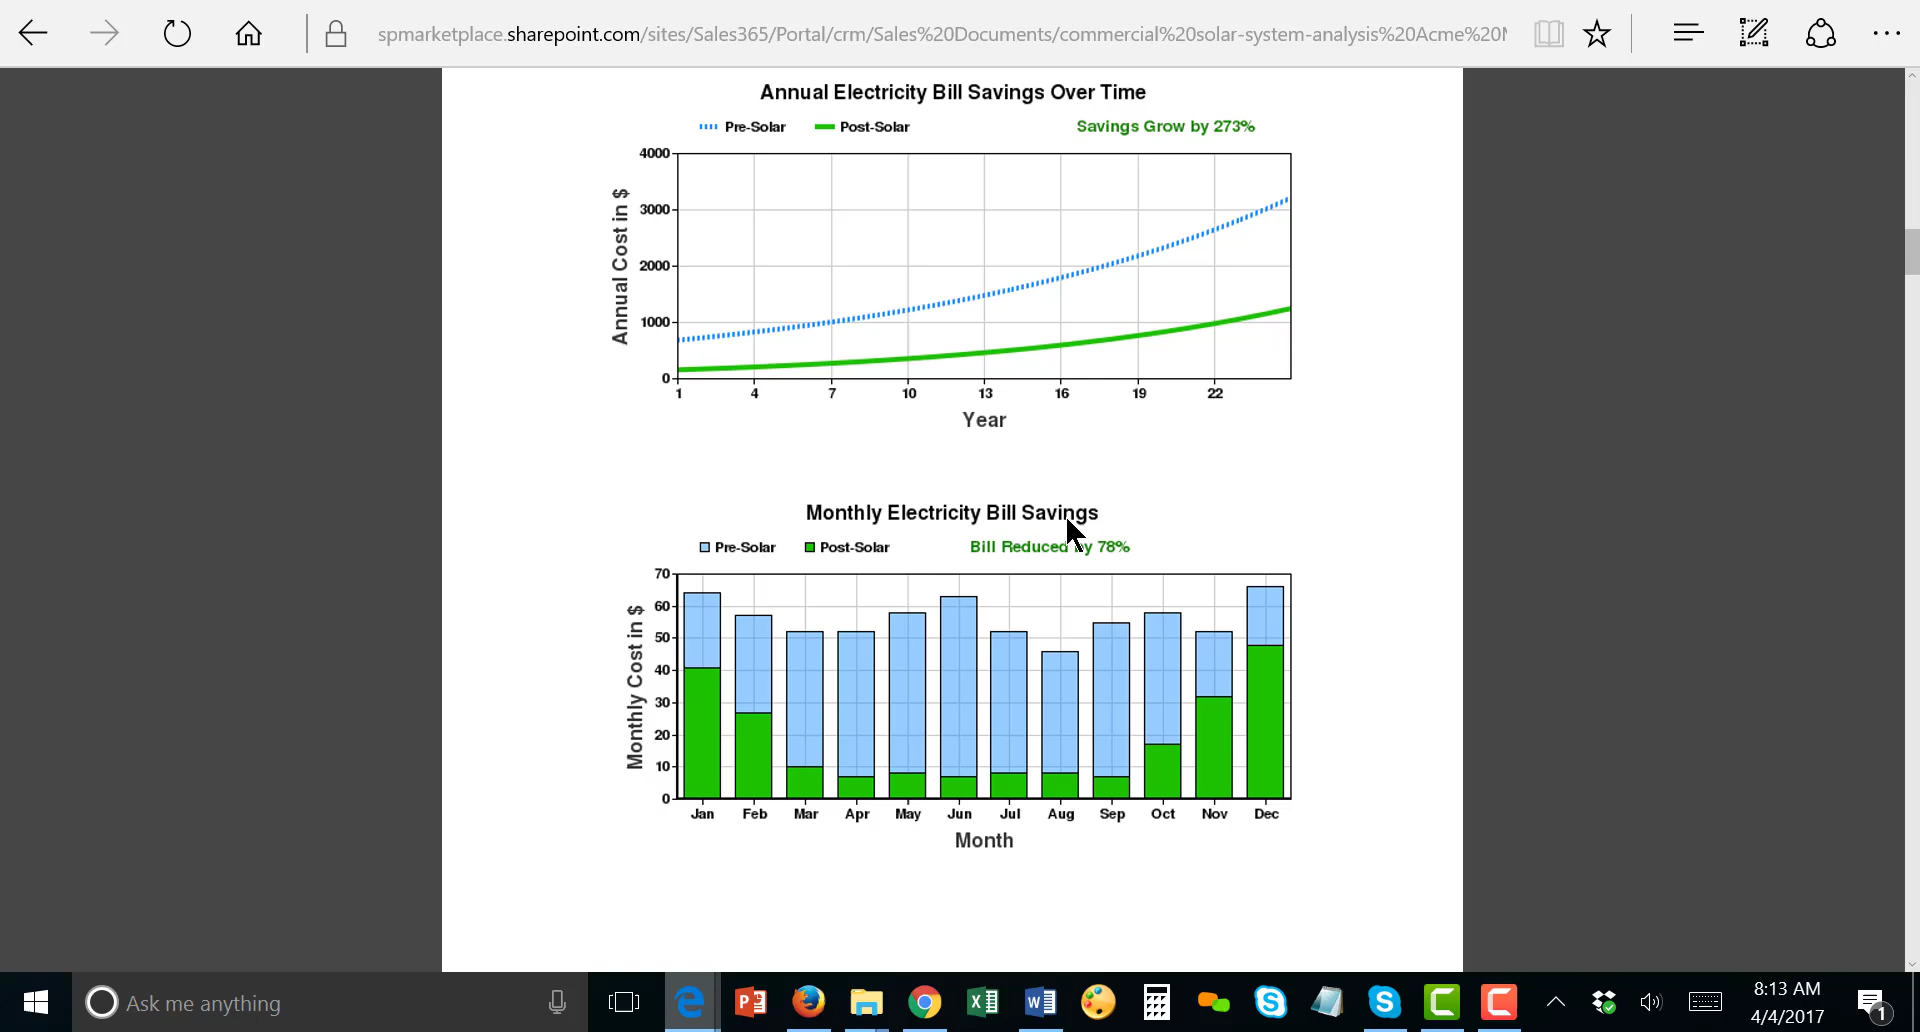 spmarketplace.sharepoint.com/sites/Sales365/Portal/crm/Sales%20Documents/commercial%20solar-system-analysis%20Acme%20
Annual Electricity Bill Savings Over Time
Pre-Solar Post-Solar Savings Grow by 273%
4000
3000
2000
1000
0
Annual Cost in $
1 4 7 10 13 16 19 22
Year
Monthly Electricity Bill Savings
Pre-Solar Post-Solar Bill Reduced by 78%
70
60
50
40
30
20
10
0
Monthly Cost in $
Jan Feb Mar Apr May Jun Jul Aug Sep Oct Nov Dec
Month
Ask me anything
8:13 AM
4/4/2017
1